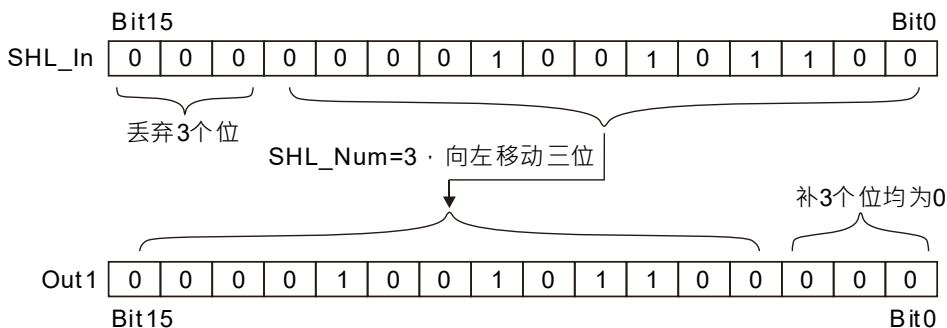 Bit15 Bit0
SHL_In 0 0 0 0 0 0 0 1 0 0 1 0 1 1 0 0
丢弃3个位
SHL_Num=3，向左移动三位
补3个位均为0
Out1 0 0 0 0 1 0 0 1 0 1 1 0 0 0 0 0
Bit15 Bit0